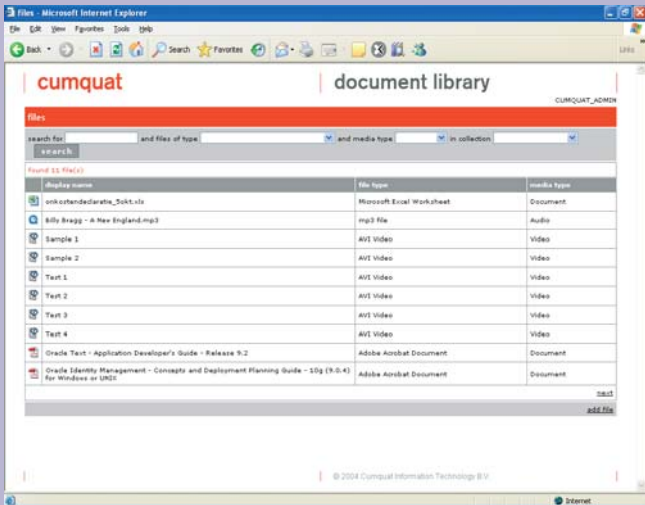 files - Microsoft Internet Explorer
File Edit View Favorites Tools Help
Back Search Favorites Links
cumquat document library
CUMQUAT_ADMIN
files
search for and files of type and media type in collection
search
found 11 file(s)
display name file type media type
onkostendeclaratie_5okt.xls Microsoft Excel Worksheet Document
Billy Bragg - A New England.mp3 mp3 file Audio
Sample 1 AVI Video Video
Sample 2 AVI Video Video
Test 1 AVI Video Video
Test 2 AVI Video Video
Test 3 AVI Video Video
Test 4 AVI Video Video
Oracle Text - Application Developer's Guide - Release 9.2 Adobe Acrobat Document Document
Oracle Identity Management - Concepts and Deployment Planning Guide - 10g (9.0.4) Adobe Acrobat Document Document
for Windows or UNIX
next
add file
© 2004 Cumquat Information Technology B.V.
Internet